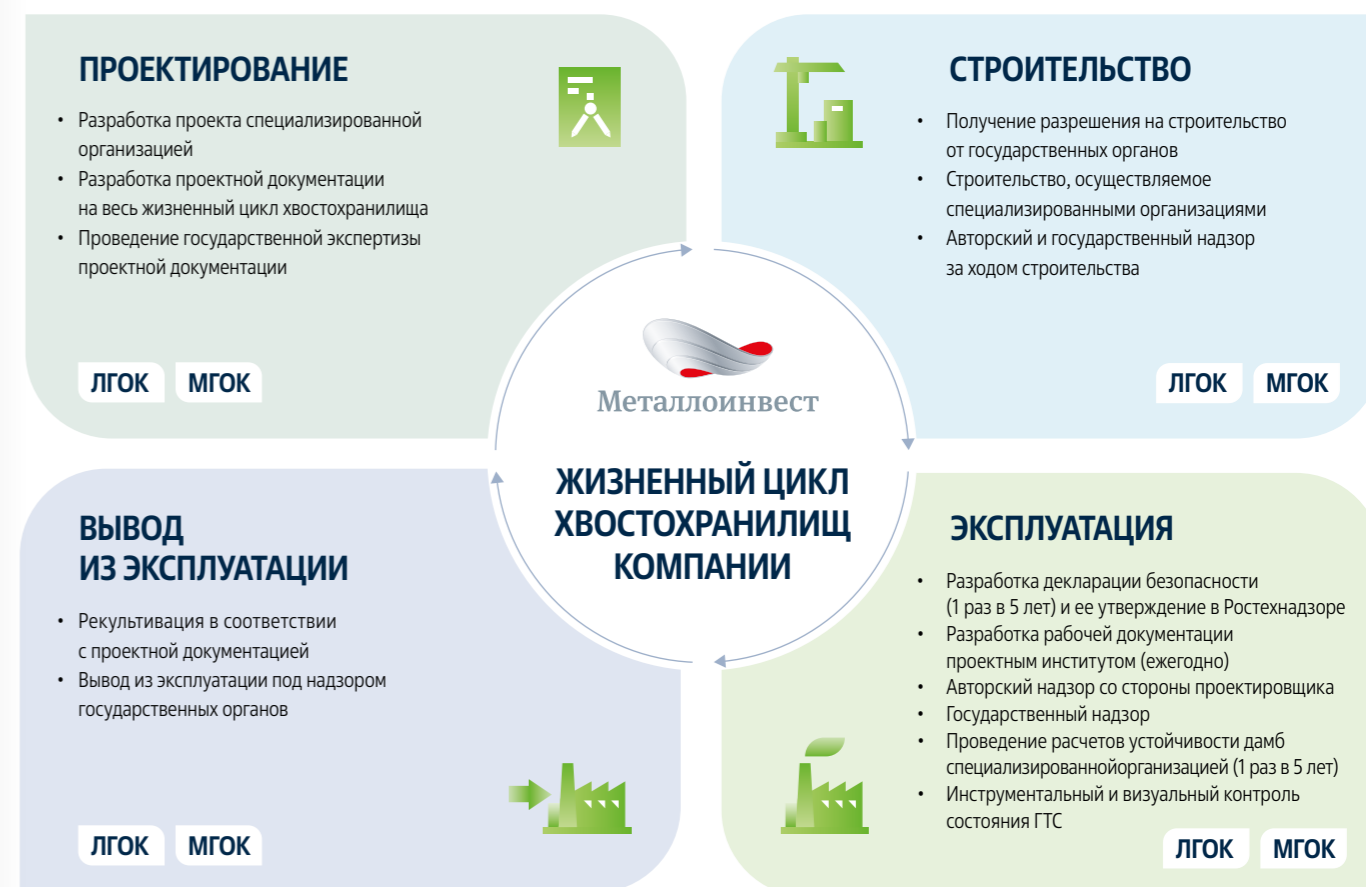 ПРОЕКТИРОВАНИЕ
• Разработка проекта специализированной
организацией
• Разработка проектной документации
на весь жизненный цикл хвостохранилища
• Проведение государственной экспертизы
проектной документации
ЛГОК МГОК
СТРОИТЕЛЬСТВО
• Получение разрешения на строительство
от государственных органов
• Строительство, осуществляемое
специализированными организациями
• Авторский и государственный надзор
за ходом строительства
ЛГОК МГОК
Металлоинвест
ЖИЗНЕННЫЙ ЦИКЛ
ХВОСТОХРАНИЛИЩ
КОМПАНИИ
ВЫВОД
ИЗ ЭКСПЛУАТАЦИИ
• Рекультивация в соответствии
с проектной документацией
• Вывод из эксплуатации под надзором
государственных органов
ЛГОК МГОК
ЭКСПЛУАТАЦИЯ
• Разработка декларации безопасности
(1 раз в 5 лет) и ее утверждение в Ростехнадзоре
• Разработка рабочей документации
проектным институтом (ежегодно)
• Авторский надзор со стороны проектировщика
• Государственный надзор
• Проведение расчетов устойчивости дамб
специализированнойорганизацией (1 раз в 5 лет)
• Инструментальный и визуальный контроль
состояния ГТС
ЛГОК МГОК